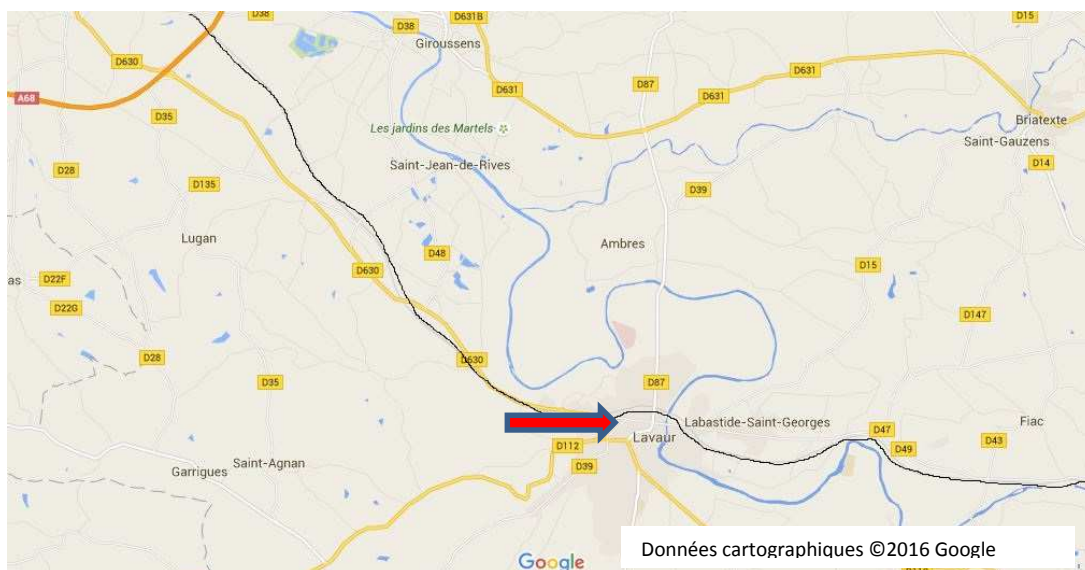 D38
D631B
D38
D15
Giroussens
D630
D87
D631
D631
D631
A68
D35
Briatexte
Les jardins des Martels
Saint-Gauzens
Saint-Jean-de-Rives
D28
D14
D135
D39
Lugan
Ambres
D48
D15
D630
as
D22F
D22G
D147
D28
D630
D35
D87
Labastide-Saint-Georges
Fiac
D47
Lavaur
D43
D112
D49
Saint-Agnan
D39
Garrigues
Données cartographiques ©2016 Google
Google